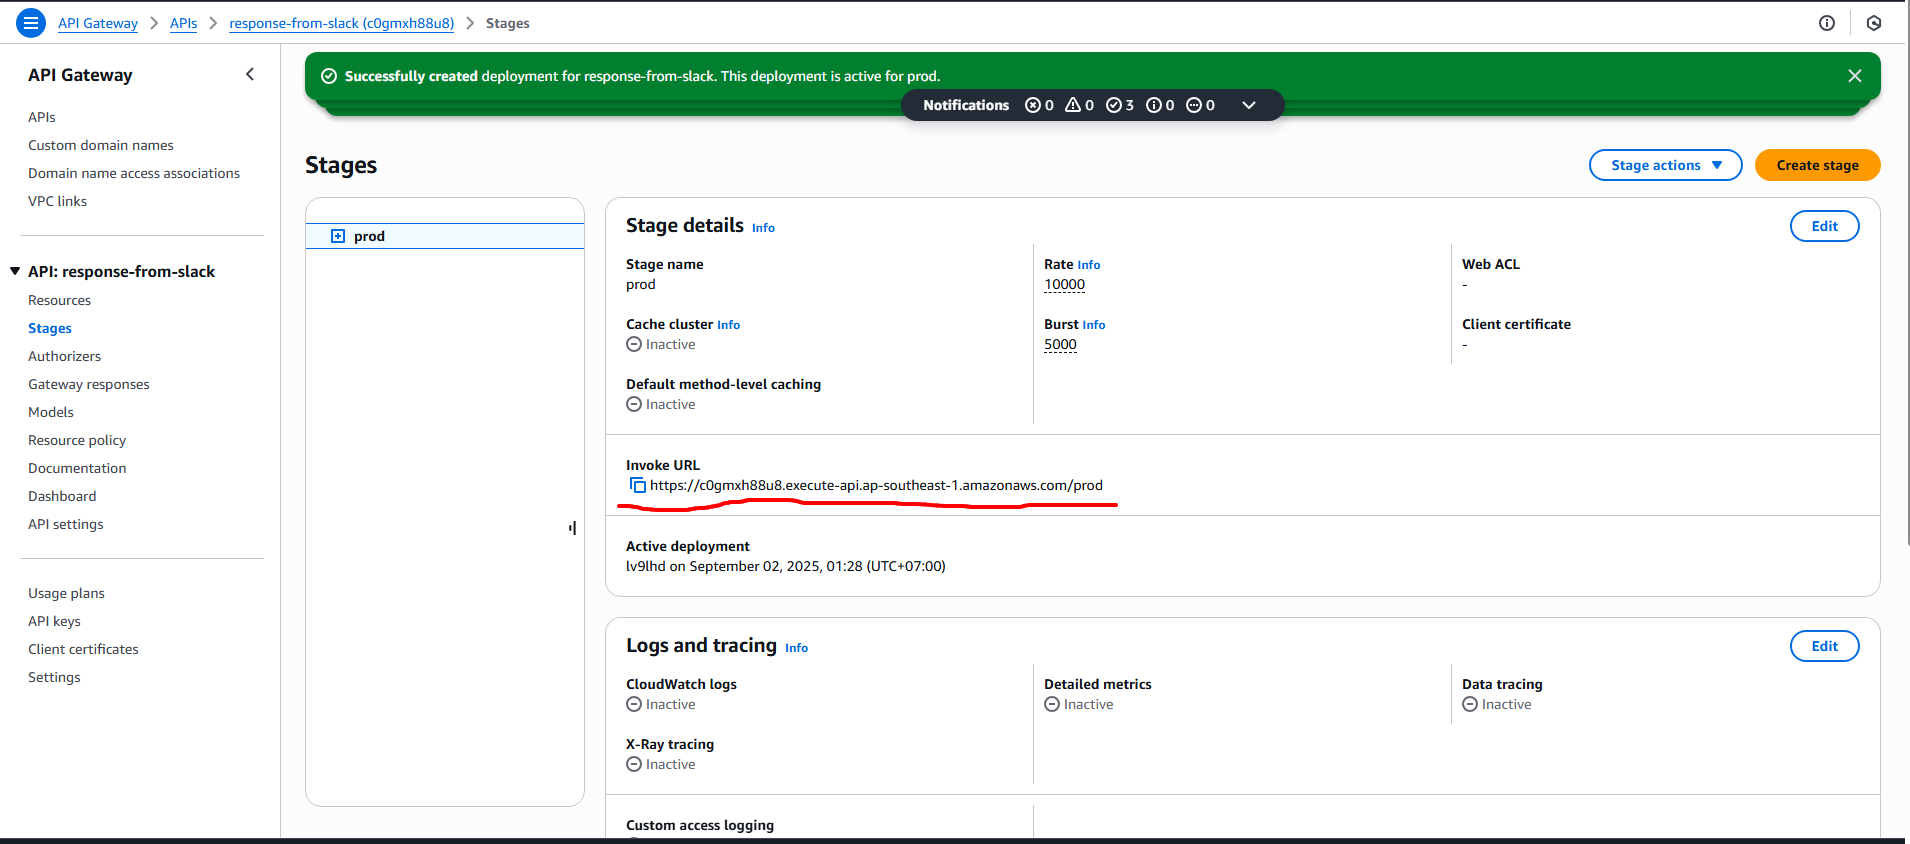 API Gateway > APIs > response-from-slack (c0gmxh88u8) > Stages
API Gateway
APIs
Custom domain names
Domain name access associations
VPC links
API: response-from-slack
Resources
Stages
Authorizers
Gateway responses
Models
Resource policy
Documentation
Dashboard
API settings
Usage plans
API keys
Client certificates
Settings
Successfully created deployment for response-from-slack. This deployment is active for prod.
Notifications 0 0 3 0 0
Stages
Stage actions
Create stage
prod
Stage details Info
Edit
Stage name
prod
Rate Info
10000
Web ACL
-
Cache cluster Info
Inactive
Burst Info
5000
Client certificate
-
Default method-level caching
Inactive
Invoke URL
https://c0gmxh88u8.execute-api.ap-southeast-1.amazonaws.com/prod
Active deployment
lv9lhd on September 02, 2025, 01:28 (UTC+07:00)
Logs and tracing Info
Edit
CloudWatch logs
Inactive
Detailed metrics
Inactive
Data tracing
Inactive
X-Ray tracing
Inactive
Custom access logging